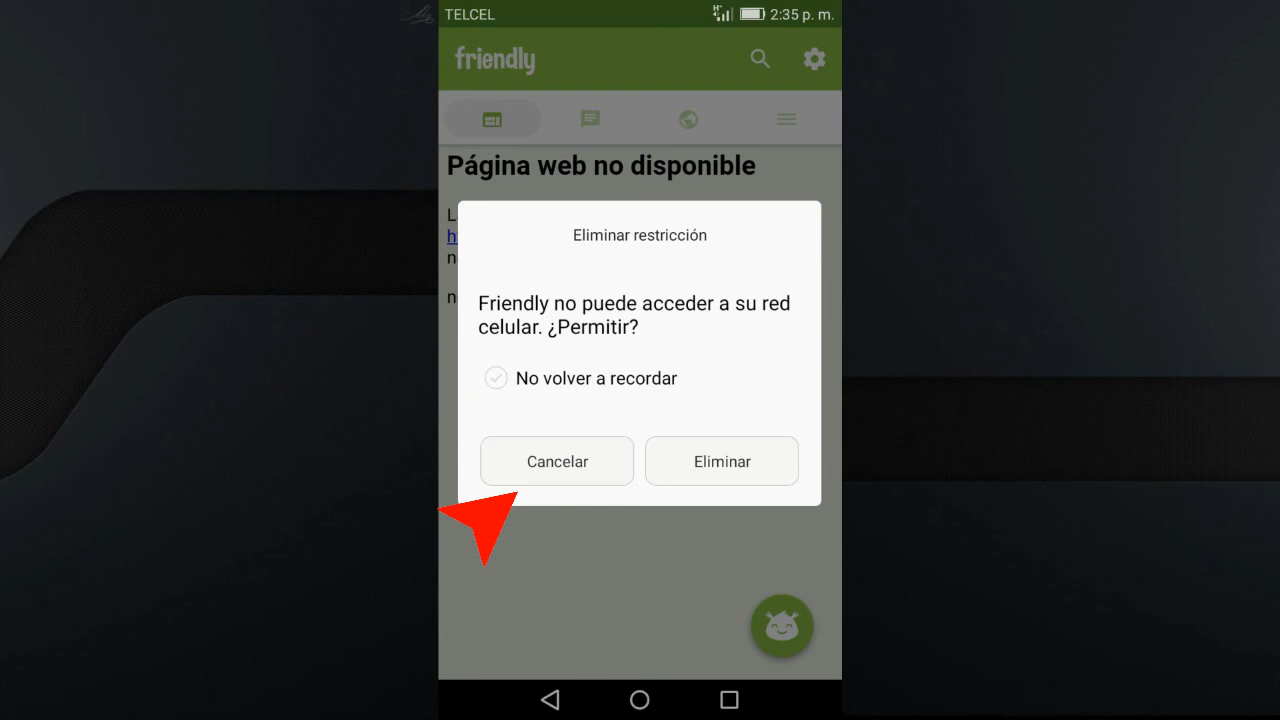 TELCEL
2:35 p. m.
friendly
Página web no disponible
L
h
n
n
Eliminar restricción
Friendly no puede acceder a su red
celular. ¿Permitir?
No volver a recordar
Cancelar
Eliminar